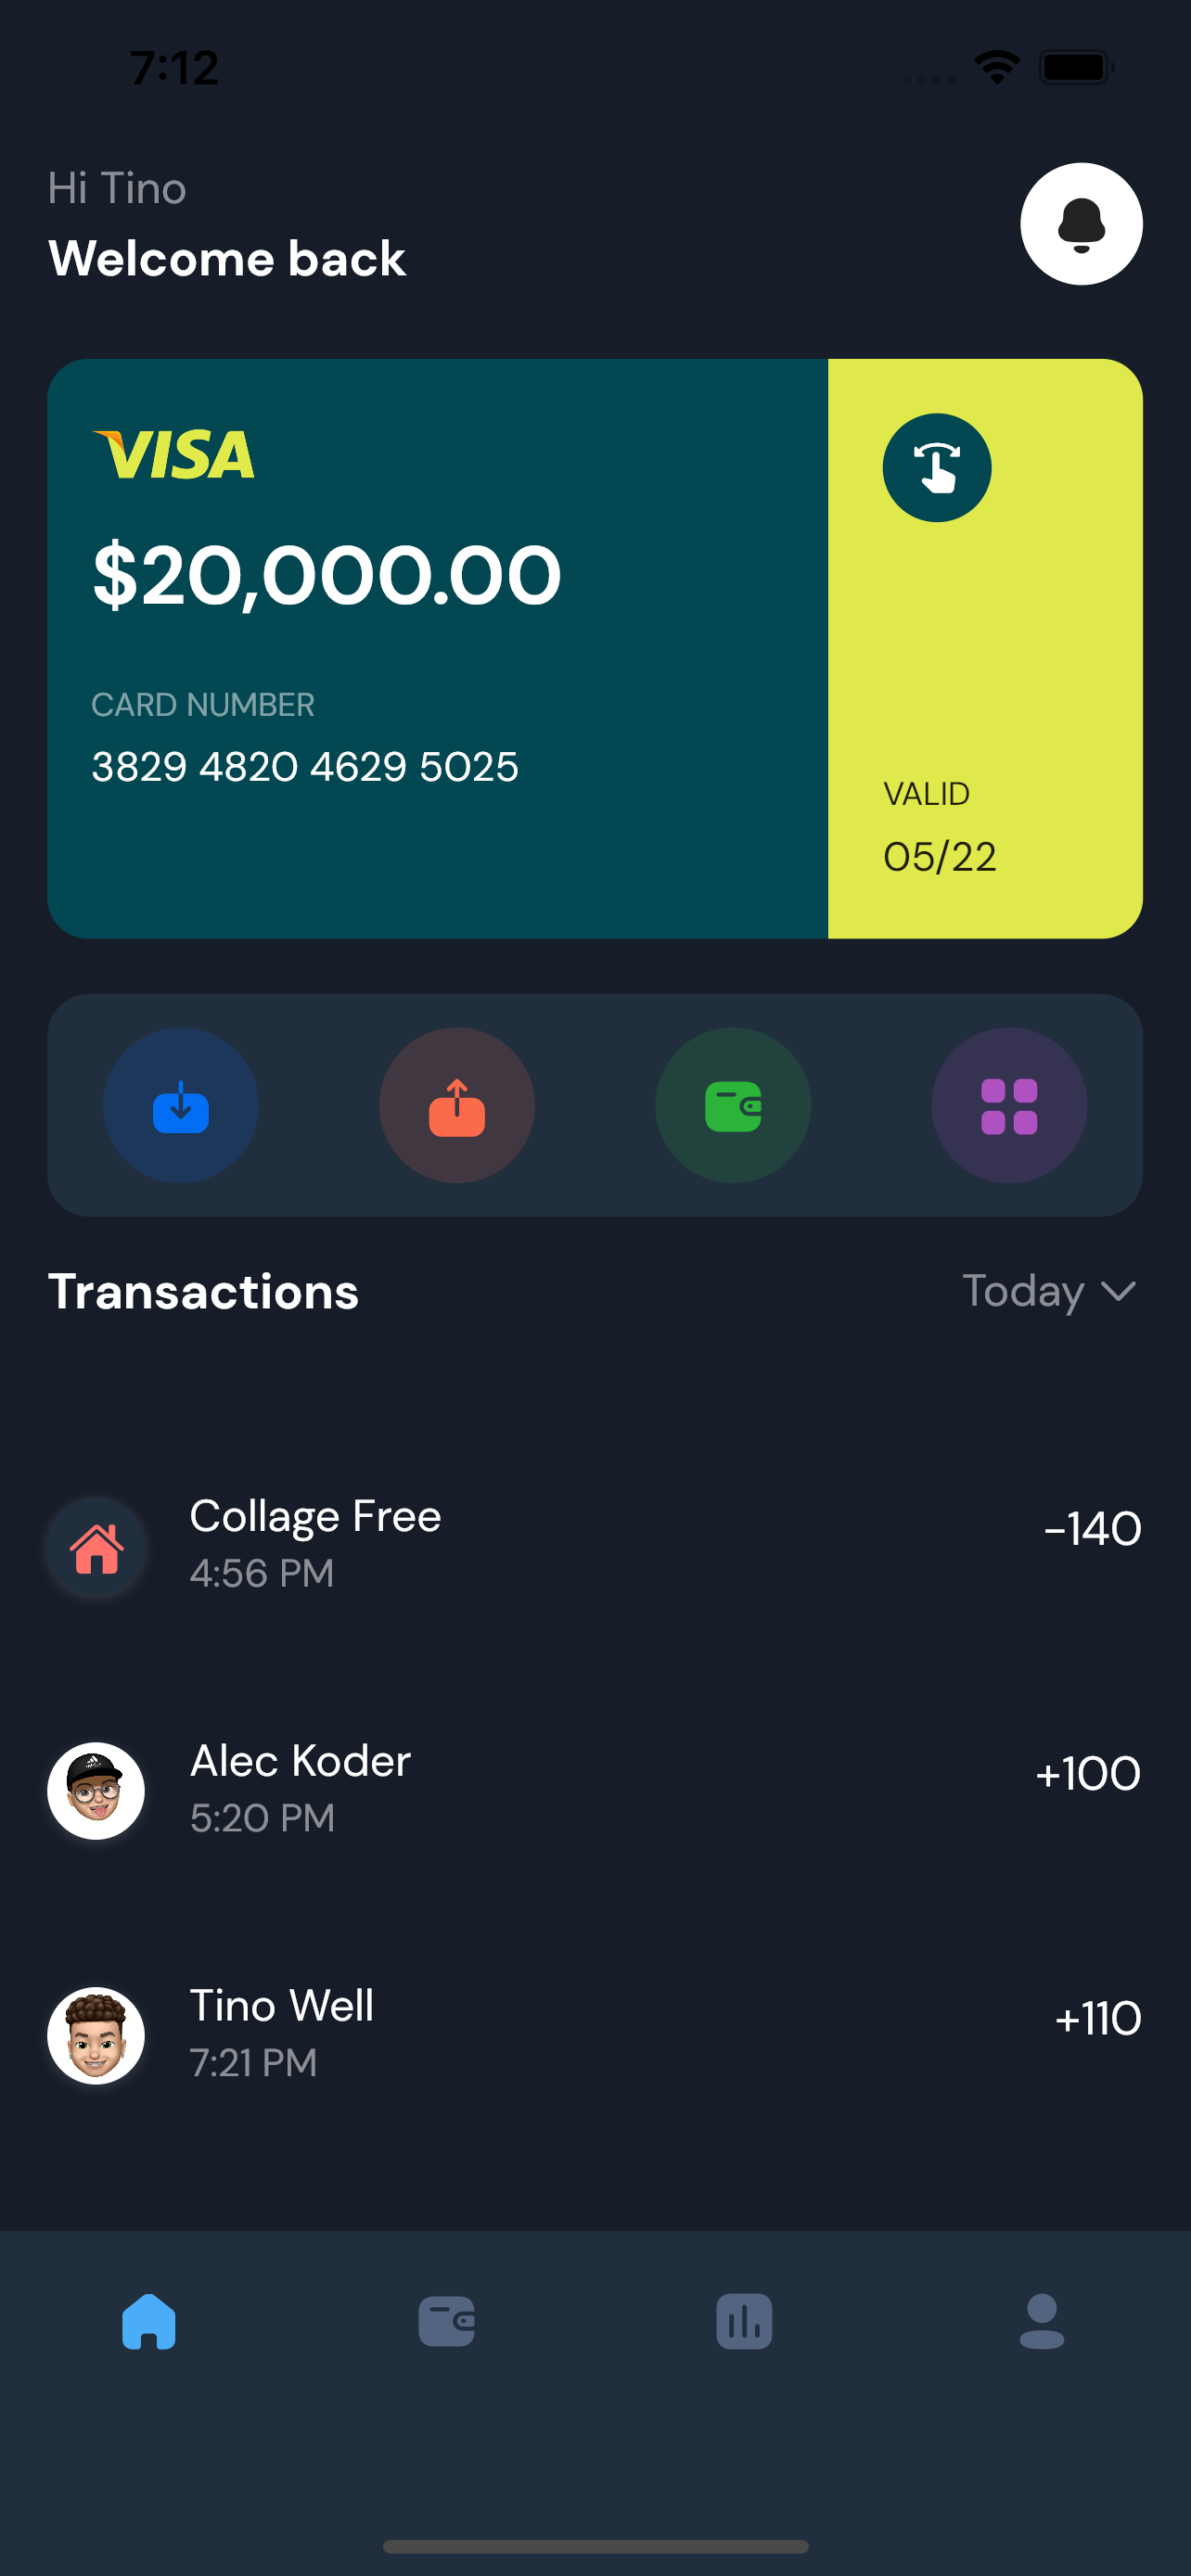 7:12
Hi Tino
Welcome back
VISA
$20,000.00
CARD NUMBER
3829 4820 4629 5025
VALID
05/22
Transactions
Today
Collage Free
4:56 PM
-140
Alec Koder
5:20 PM
+100
Tino Well
7:21 PM
+110